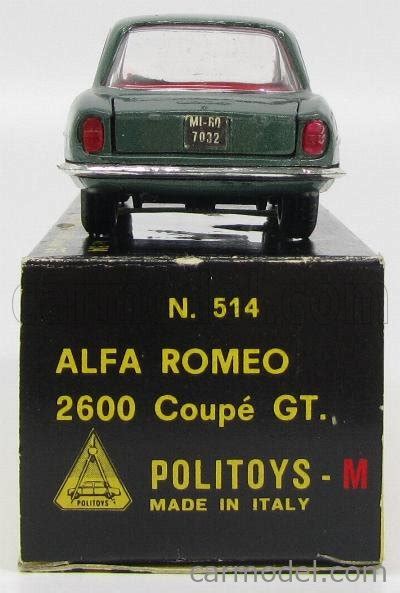 MI-60
7032
N. 514
ALFA ROMEO
2600 Coupé GT.
POLITOYS
POLITOYS - M
MADE IN ITALY
carmodel.com